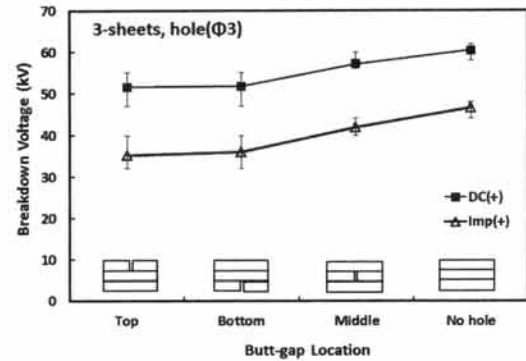 3-sheets, hole(Φ3)
Breakdown Voltage (kV)
70
60
50
40
30
20
10
0
DC(+)
Imp(+)
Top Bottom Middle No hole
Butt-gap Location